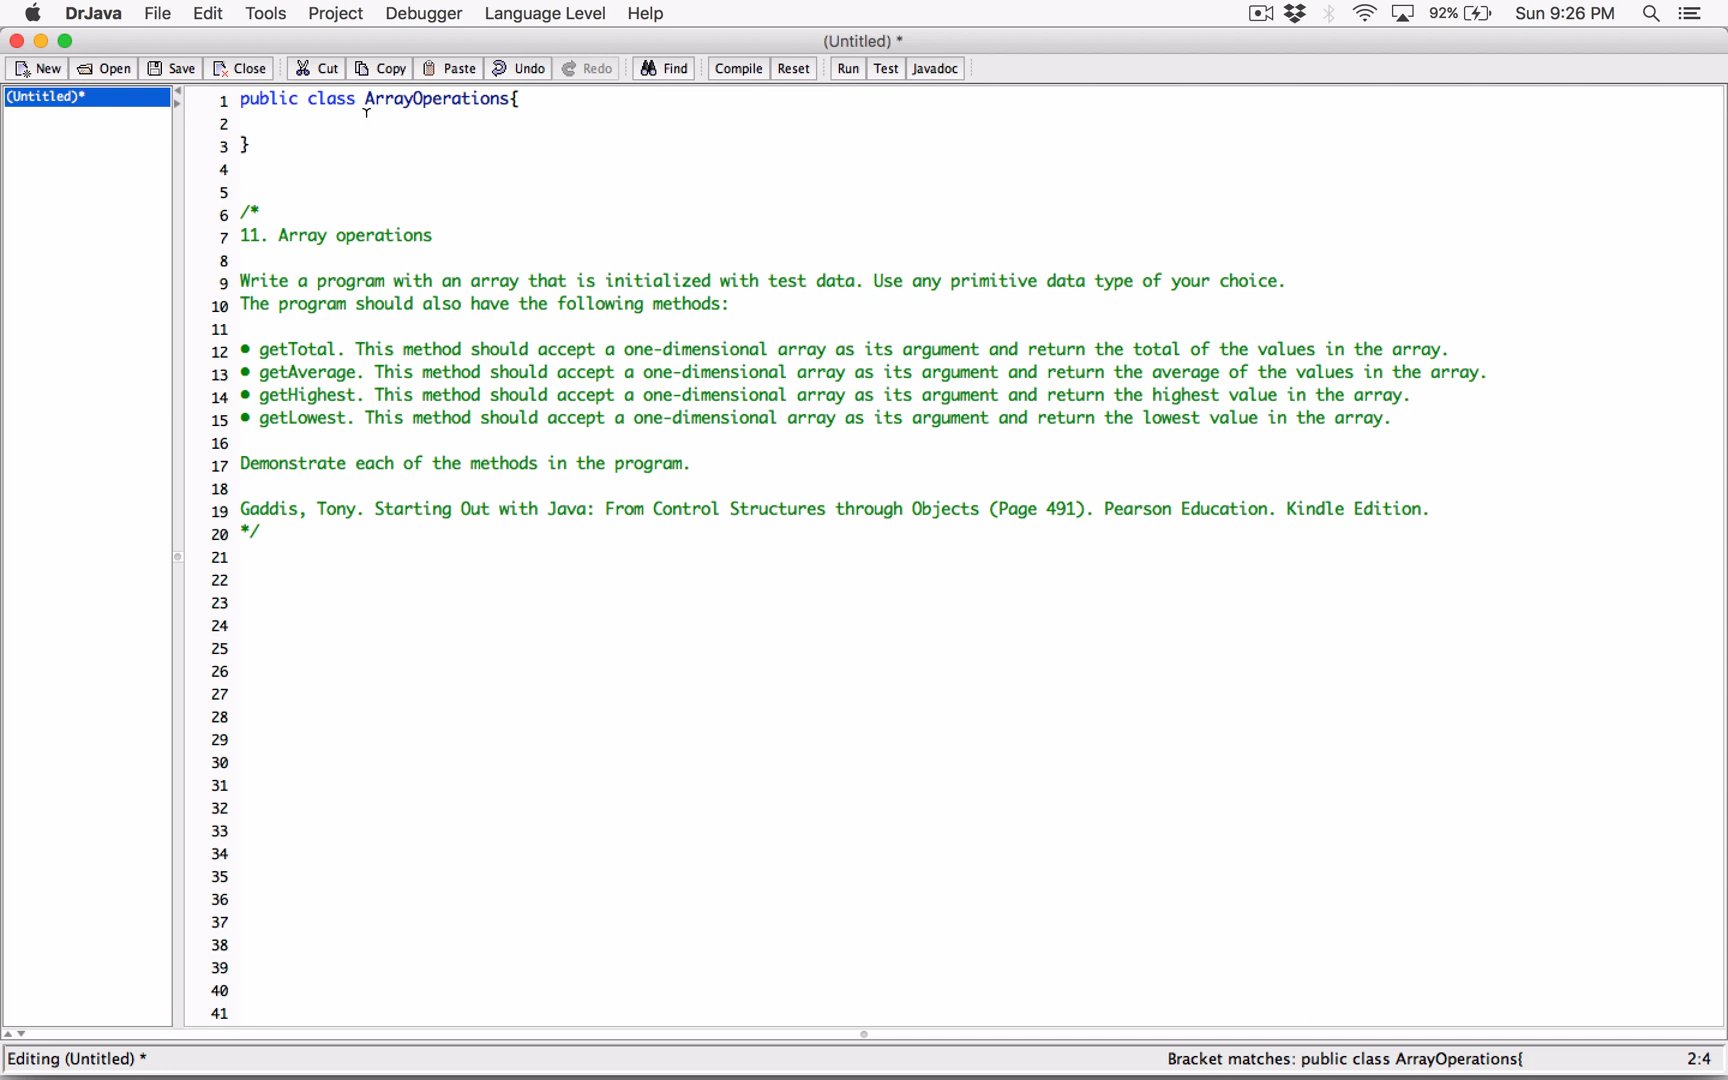 DrJava File Edit Tools Project Debugger Language Level Help 92% Sun 9:26 PM
(Untitled) *
New Open Save Close Cut Copy Paste Undo Redo Find Compile Reset Run Test Javadoc
(Untitled)*
1 public class ArrayOperations{
2
3 }
4
5
6 /*
7 11. Array operations
8
9 Write a program with an array that is initialized with test data. Use any primitive data type of your choice.
10 The program should also have the following methods:
11
12 • getTotal. This method should accept a one-dimensional array as its argument and return the total of the values in the array.
13 • getAverage. This method should accept a one-dimensional array as its argument and return the average of the values in the array.
14 • getHighest. This method should accept a one-dimensional array as its argument and return the highest value in the array.
15 • getLowest. This method should accept a one-dimensional array as its argument and return the lowest value in the array.
16
17 Demonstrate each of the methods in the program.
18
19 Gaddis, Tony. Starting Out with Java: From Control Structures through Objects (Page 491). Pearson Education. Kindle Edition.
20 */
21
22
23
24
25
26
27
28
29
30
31
32
33
34
35
36
37
38
39
40
41
Editing (Untitled) * Bracket matches: public class ArrayOperations{ 2:4